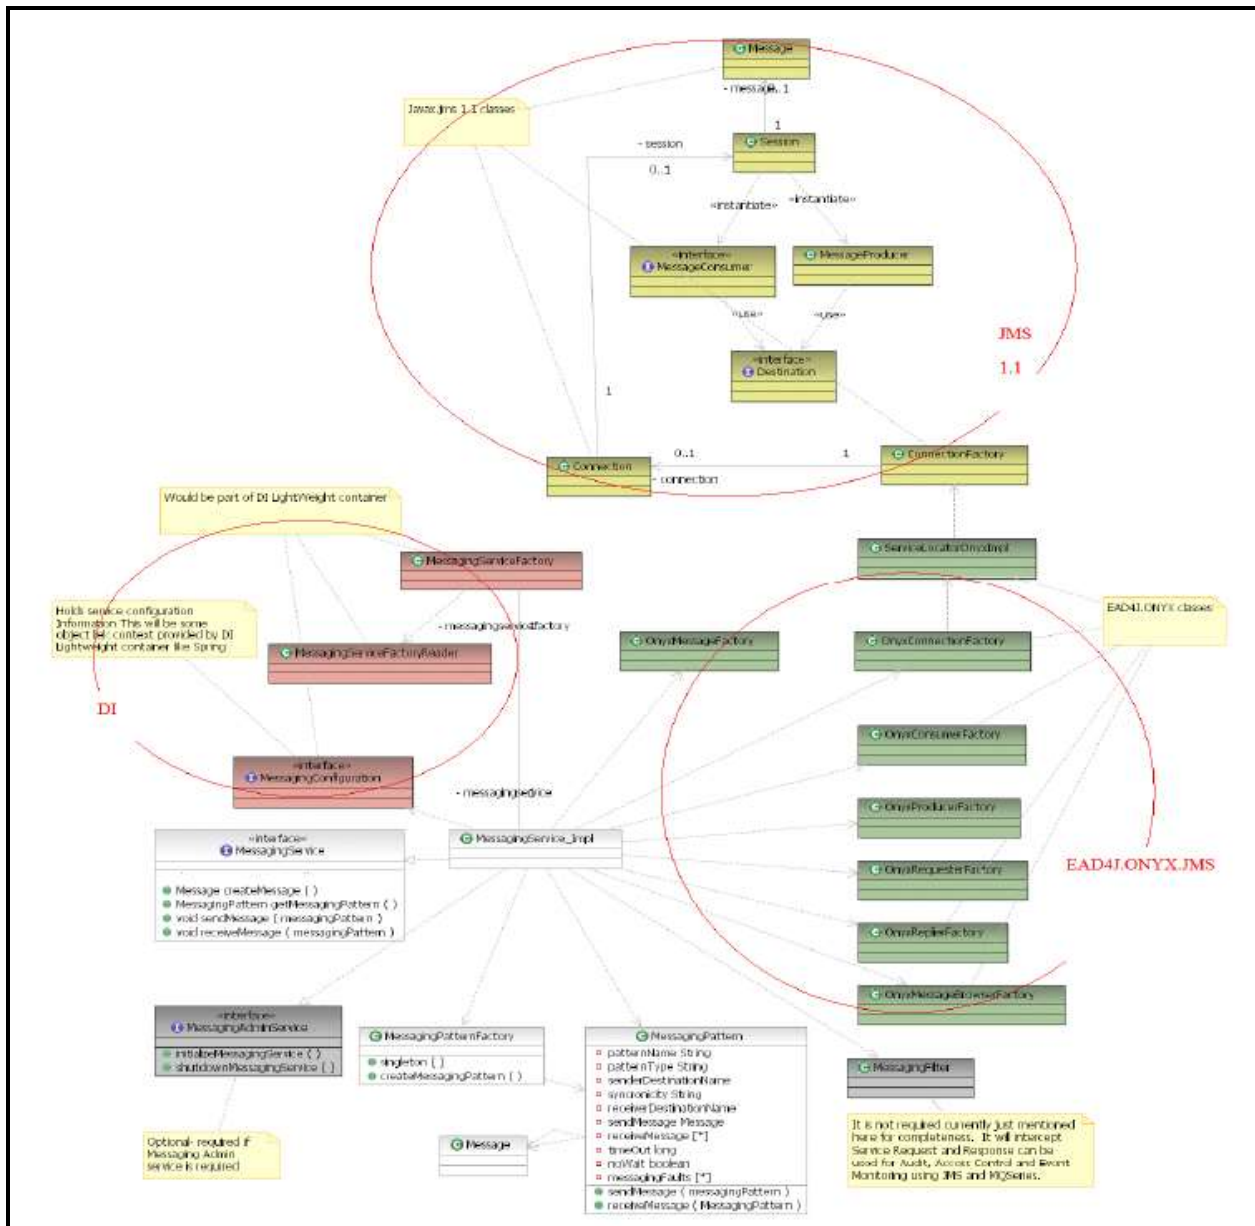 Message
- message
0..1
Javax.jms 1.1 classes
1
- session
Session
0..1
«instantiate»
«instantiate»
«interface»
MessageConsumer
MessageProducer
«use»
«use»
JMS
1.1
«interface»
Destination
1
0..1
1
ConnectionFactory
Connection
- connection
Would be part of DI LightWeight container
ServiceLocatorOnyxImpl
MessagingServiceFactory
Holds service configuration
Information This will be some
object context provided by DI
Lightweight container like Spring
EAD4J.ONYX classes
- messagingservicefactory
OnyxMessageFactory
OnyxConnectionFactory
MessagingServiceFactoryReader
DI
OnyxConsumerFactory
«interface»
MessagingConfiguration
- messagingservice
OnyxProducerFactory
«interface»
MessagingService
MessagingService_Impl
EAD4J.ONYX.JMS
OnyxRequesterFactory
Message createMessage ( )
MessagingPattern getMessagingPattern ( )
void sendMessage ( messagingPattern )
void receiveMessage ( messagingPattern )
OnyxReplierFactory
OnyxMessageBrowserFactory
«interface»
MessagingAdminService
initializeMessagingService ( )
shutdownMessagingService ( )
MessagingPatternFactory
singleton ( )
createMessagingPattern ( )
MessagingPattern
patternName String
patternType String
senderDestinationName
syncronicity String
receiverDestinationName
sendMessage Message
receiveMessage [*]
timeOut long
noWait boolean
messagingFaults [*]
sendMessage ( messagingPattern )
receiveMessage ( MessagingPattern )
MessagingFilter
Optional- required if
Messaging Admin
service is required
Message
It is not required currently just mentioned
here for completeness. It will intercept
Service Request and Response can be
used for Audit, Access Control and Event
Monitoring using JMS and MQSeries.